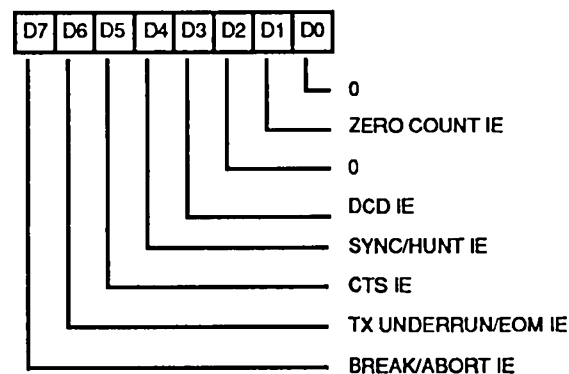 D7 D6 D5 D4 D3 D2 D1 D0
0
ZERO COUNT IE
0
DCD IE
SYNC/HUNT IE
CTS IE
TX UNDERRUN/EOM IE
BREAK/ABORT IE